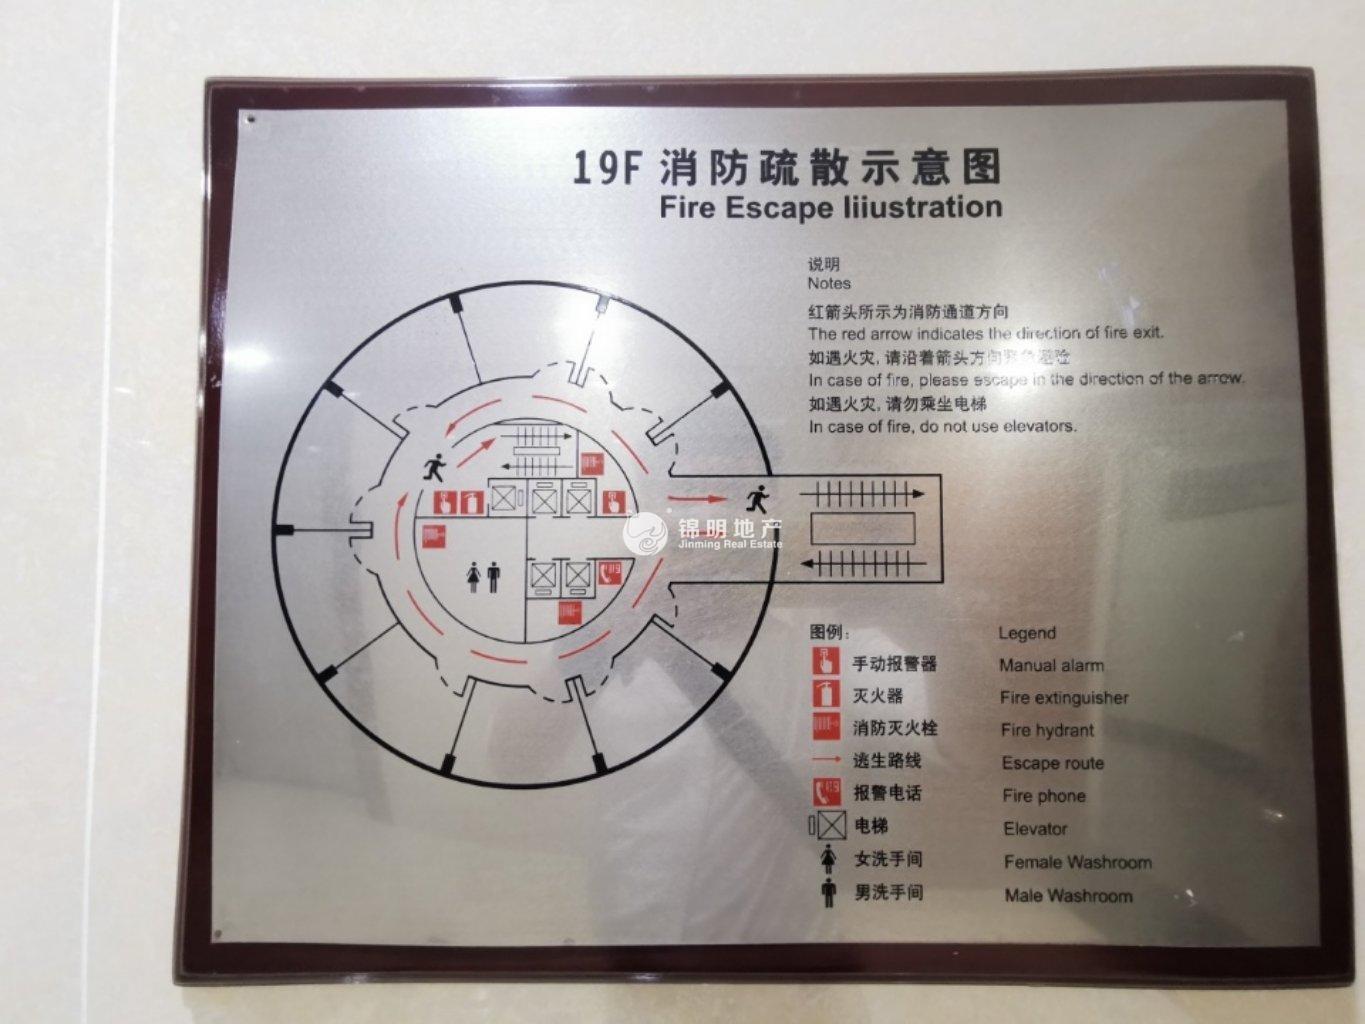 19F 消防疏散示意图
Fire Escape Iiiustration
说明
Notes
红箭头所示为消防通道方向
The red arrow indicates the direction of fire exit.
如遇火灾, 请沿着箭头方向紧急避险
In case of fire, please escape in the direction of the arrow.
如遇火灾, 请勿乘坐电梯
In case of fire, do not use elevators.
锦明地产
Jinming Real Estate
图例: Legend
手动报警器 Manual alarm
灭火器 Fire extinguisher
消防灭火栓 Fire hydrant
逃生路线 Escape route
报警电话 Fire phone
电梯 Elevator
女洗手间 Female Washroom
男洗手间 Male Washroom